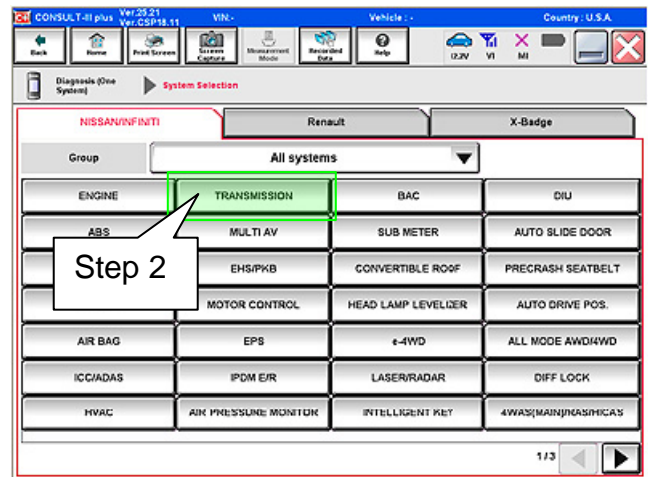 CONSULT-III plus Ver.25.21 VIN:- Vehicle : - Country : U.S.A.
Ver.CSP18.11
Back Home Print Screen Screen Capture Measurement Mode Recorded Data Help 12.2V VI MI
Diagnosis (One System) System Selection
NISSAN/INFINITI Renault X-Badge
Group All systems
ENGINE TRANSMISSION BAC DIU
ABS MULTI AV SUB METER AUTO SLIDE DOOR
Step 2 EHS/PKB CONVERTIBLE ROOF PRECRASH SEATBELT
MOTOR CONTROL HEAD LAMP LEVELIZER AUTO DRIVE POS.
AIR BAG EPS e-4WD ALL MODE AWD/4WD
ICC/ADAS IPDM E/R LASER/RADAR DIFF LOCK
HVAC AIR PRESSURE MONITOR INTELLIGENT KEY 4WAS(MAIN)/RAS/HICAS
1/3